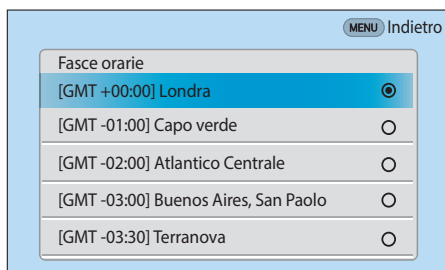 MENU Indietro
Fasce orarie
[GMT +00:00] Londra
[GMT -01:00] Capo verde
[GMT -02:00] Atlantico Centrale
[GMT -03:00] Buenos Aires, San Paolo
[GMT -03:30] Terranova